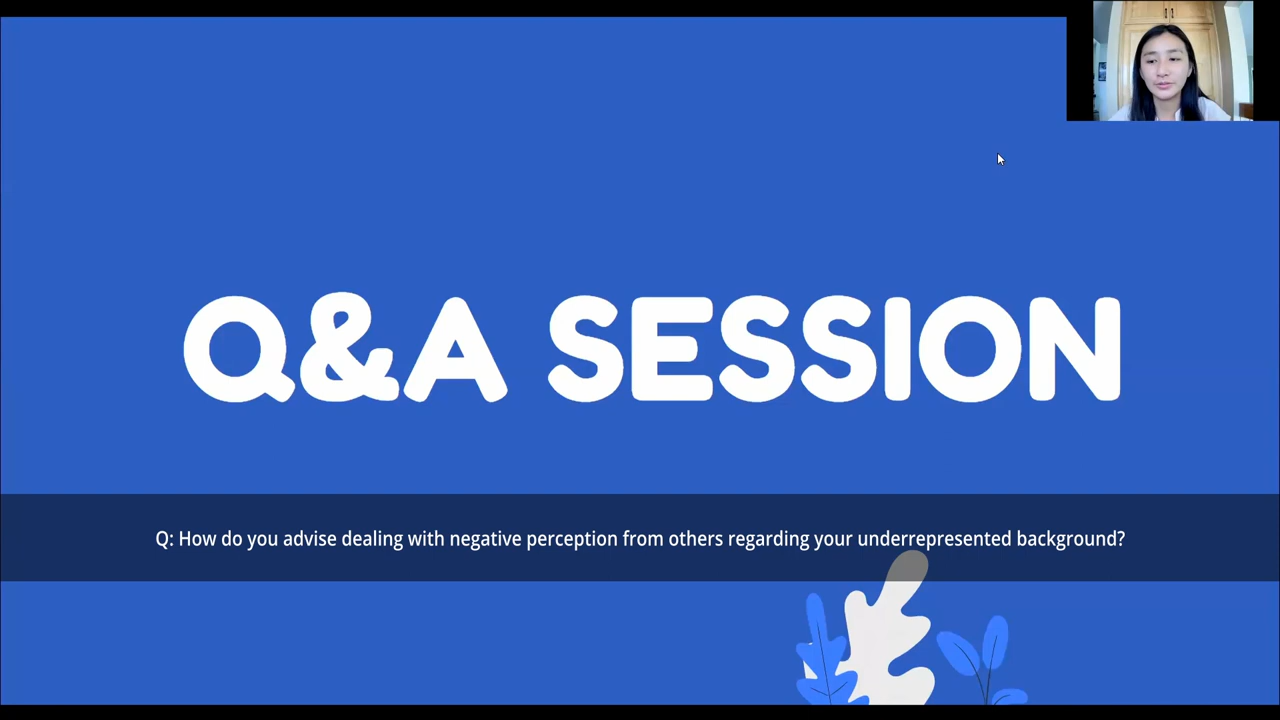 Q&A SESSION
Q: How do you advise dealing with negative perception from others regarding your underrepresented background?